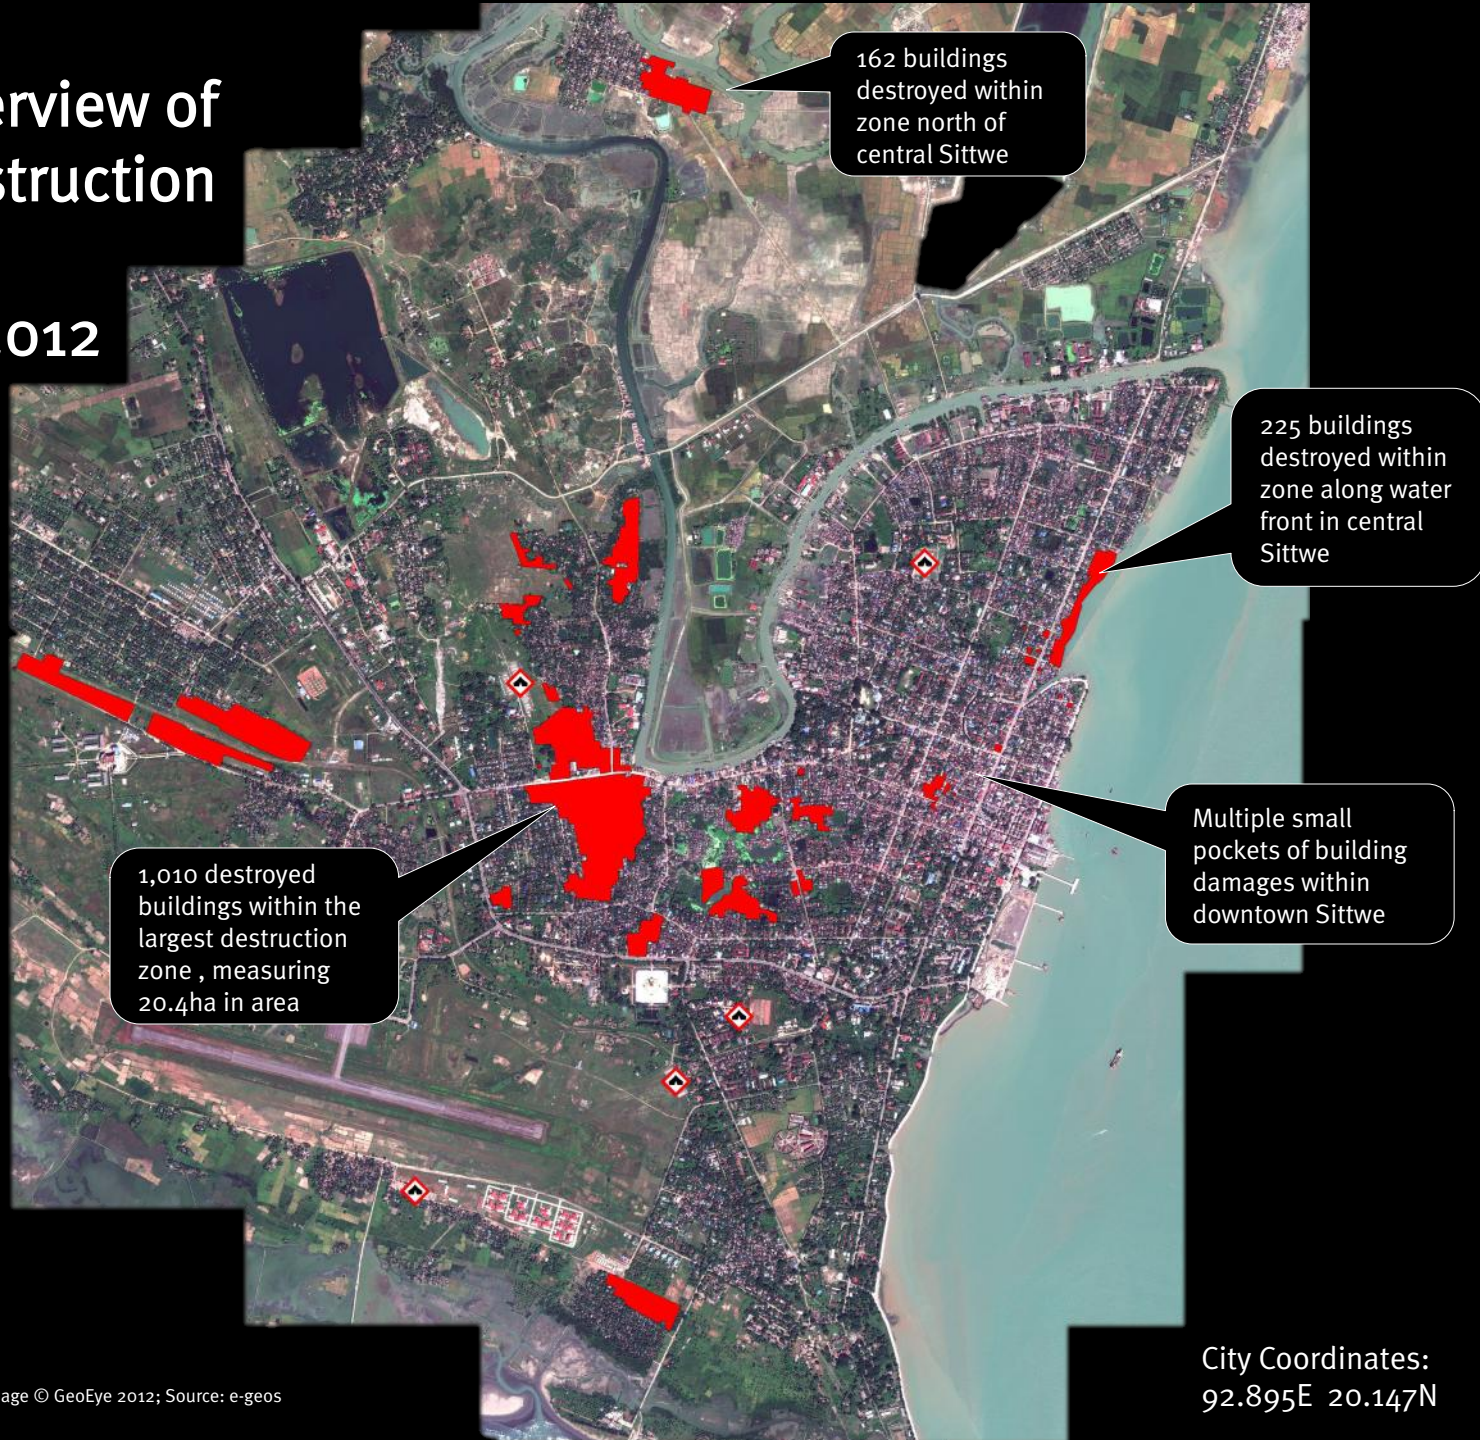 erview of
struction
012
162 buildings
destroyed within
zone north of
central Sittwe
225 buildings
destroyed within
zone along water
front in central
Sittwe
Multiple small
pockets of building
damages within
downtown Sittwe
1,010 destroyed
buildings within the
largest destruction
zone , measuring
20.4ha in area
City Coordinates:
92.895E 20.147N
age © GeoEye 2012; Source: e-geos